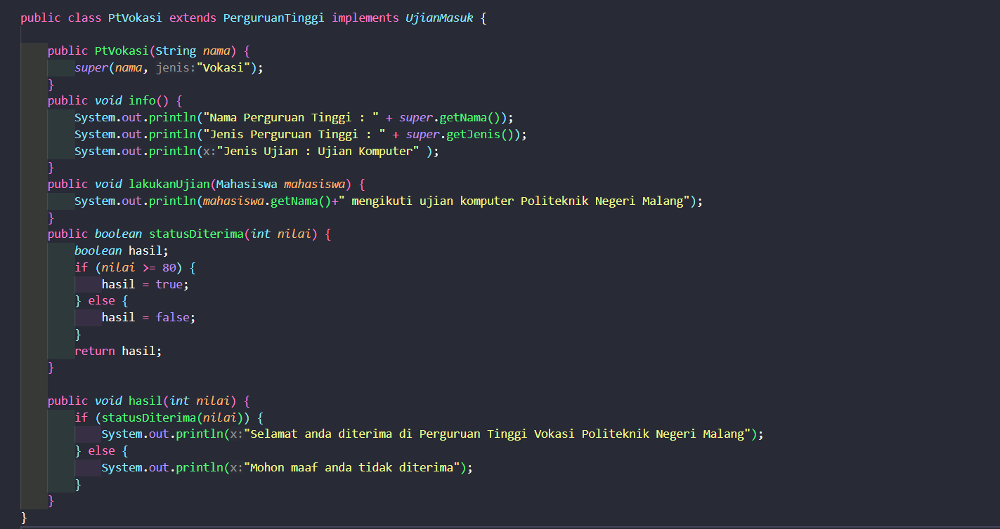 public class PtVokasi extends PerguruanTinggi implements UjianMasuk {
public PtVokasi(String nama) {
super(nama, jenis:"Vokasi");
}
public void info() {
System.out.println("Nama Perguruan Tinggi : " + super.getNama());
System.out.println("Jenis Perguruan Tinggi : " + super.getJenis());
System.out.println(x:"Jenis Ujian : Ujian Komputer" );
}
public void lakukanUjian(Mahasiswa mahasiswa) {
System.out.println(mahasiswa.getNama()+" mengikuti ujian komputer Politeknik Negeri Malang");
}
public boolean statusDiterima(int nilai) {
boolean hasil;
if (nilai >= 80) {
hasil = true;
} else {
hasil = false;
}
return hasil;
}
public void hasil(int nilai) {
if (statusDiterima(nilai)) {
System.out.println(x:"Selamat anda diterima di Perguruan Tinggi Vokasi Politeknik Negeri Malang");
} else {
System.out.println(x:"Mohon maaf anda tidak diterima");
}
}
}